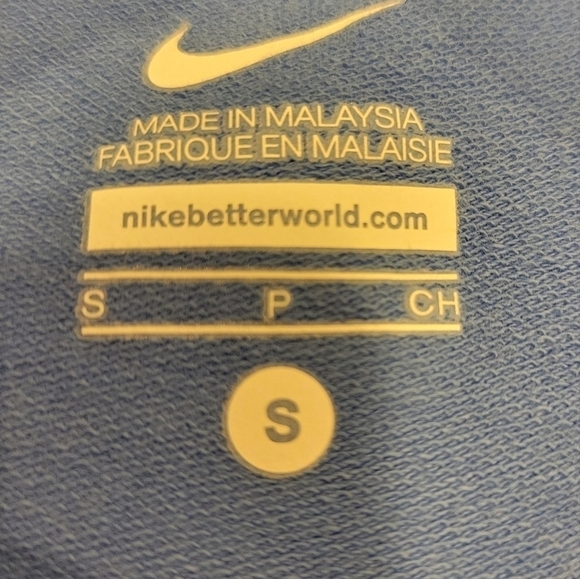 MADE IN MALAYSIA
FABRIQUE EN MALAISIE
nikebetterworld.com
S P CH
S